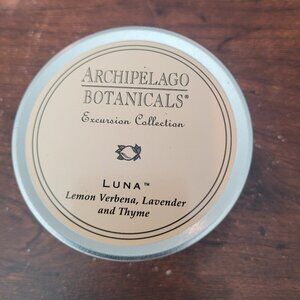 ARCHIPELAGO
BOTANICALS®
Excursion Collection
LUNA™
Lemon Verbena, Lavender
and Thyme